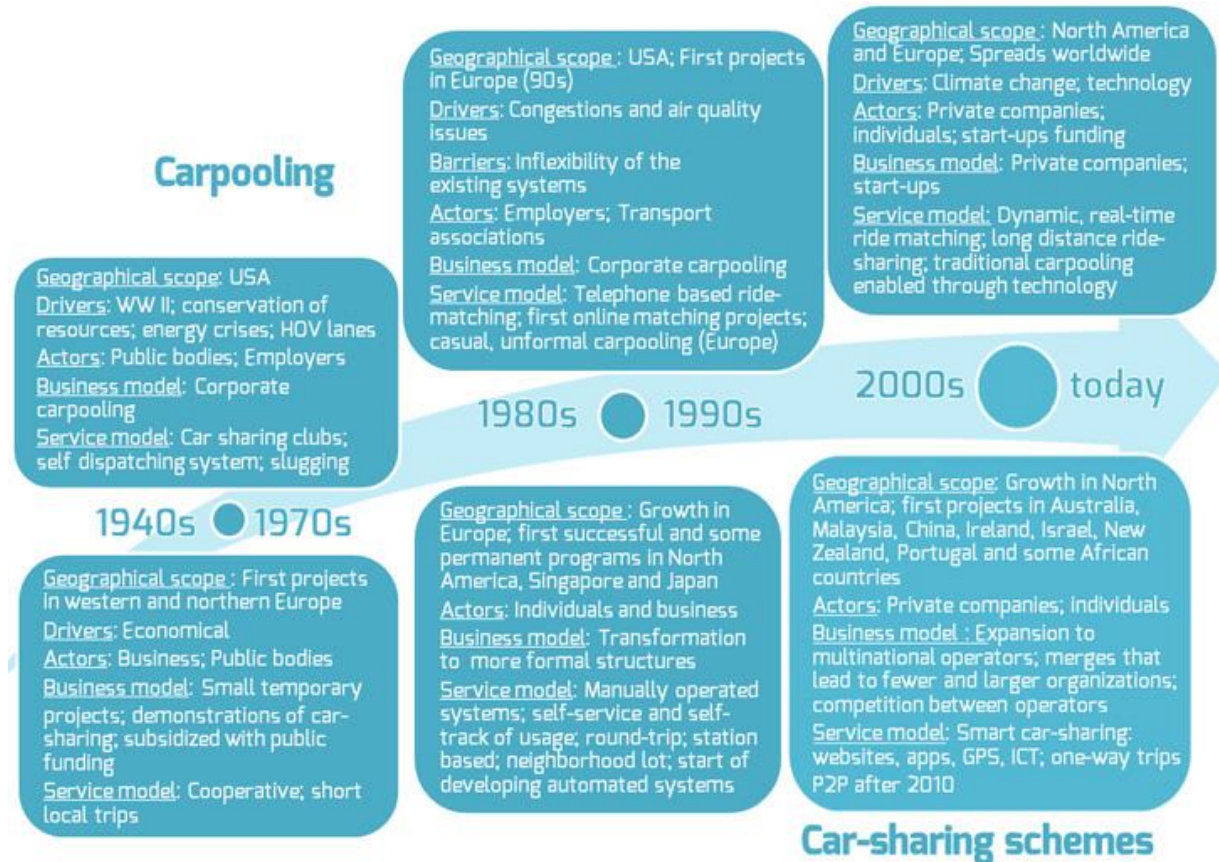 Carpooling
Geographical scope: USA
Drivers: WW II; conservation of
resources; energy crises; HOV lanes
Actors: Public bodies; Employers
Business model: Corporate
carpooling
Service model: Car sharing clubs;
self dispatching system; slugging
Geographical scope : USA; First projects
in Europe (90s)
Drivers: Congestions and air quality
issues
Barriers: Inflexibility of the
existing systems
Actors: Employers; Transport
associations
Business model: Corporate carpooling
Service model: Telephone based ride-
matching; first online matching projects;
casual, unformal carpooling (Europe)
Geographical scope : North America
and Europe; Spreads worldwide
Drivers: Climate change; technology
Actors: Private companies;
individuals; start-ups funding
Business model: Private companies;
start-ups
Service model: Dynamic, real-time
ride matching; long distance ride-
sharing; traditional carpooling
enabled through technology
1940s 1970s
1980s 1990s
2000s today
Geographical scope : First projects
in western and northern Europe
Drivers: Economical
Actors: Business; Public bodies
Business model: Small temporary
projects; demonstrations of car-
sharing; subsidized with public
funding
Service model: Cooperative; short
local trips
Geographical scope : Growth in
Europe; first successful and some
permanent programs in North
America, Singapore and Japan
Actors: Individuals and business
Business model: Transformation
to more formal structures
Service model: Manually operated
systems; self-service and self-
track of usage; round-trip; station
based; neighborhood lot; start of
developing automated systems
Geographical scope: Growth in North
America; first projects in Australia,
Malaysia, China, Ireland, Israel, New
Zealand, Portugal and some African
countries
Actors: Private companies; individuals
Business model : Expansion to
multinational operators; merges that
lead to fewer and larger organizations;
competition between operators
Service model: Smart car-sharing:
websites, apps, GPS, ICT; one-way trips
P2P after 2010
Car-sharing schemes